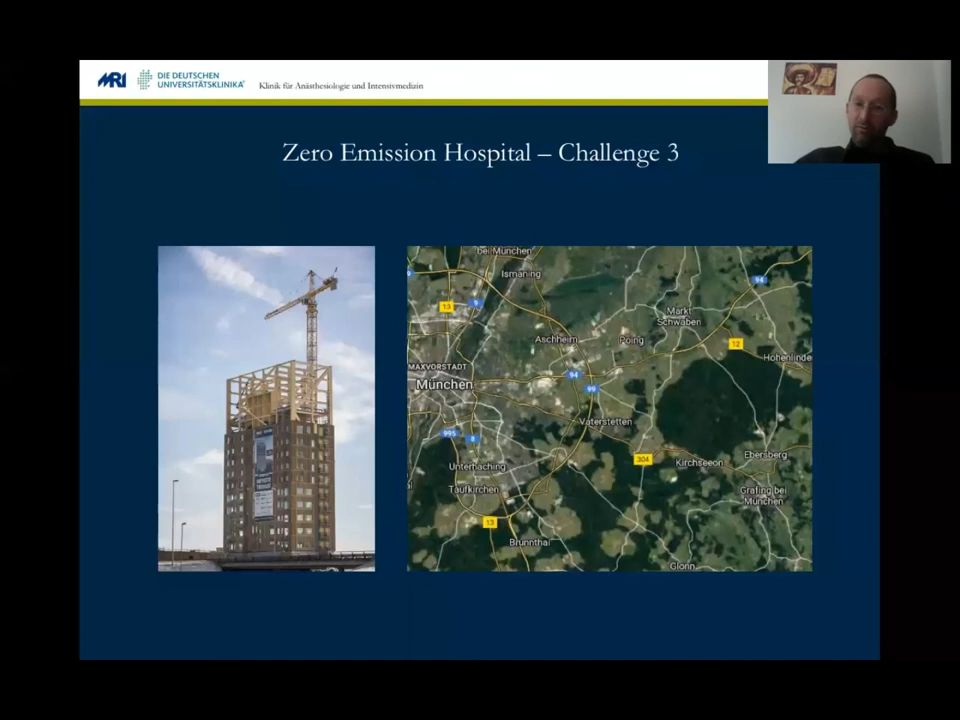 MRI
DIE DEUTSCHEN
UNIVERSITÄTSKLINIKA
Klinik für Anästhesiologie und Intensivmedizin
Zero Emission Hospital – Challenge 3
bei München
Ismaning
9
94
13
9
Markt
Schwaben
Aschheim
Poing
12
Hohenlinde
MAXVORSTADT
München
94
99
Vaterstetten
995
8
304
Kirchseeon
Ebersberg
Unterhaching
Taufkirchen
Grafing bei
München
13
Brunnthal
Glonn